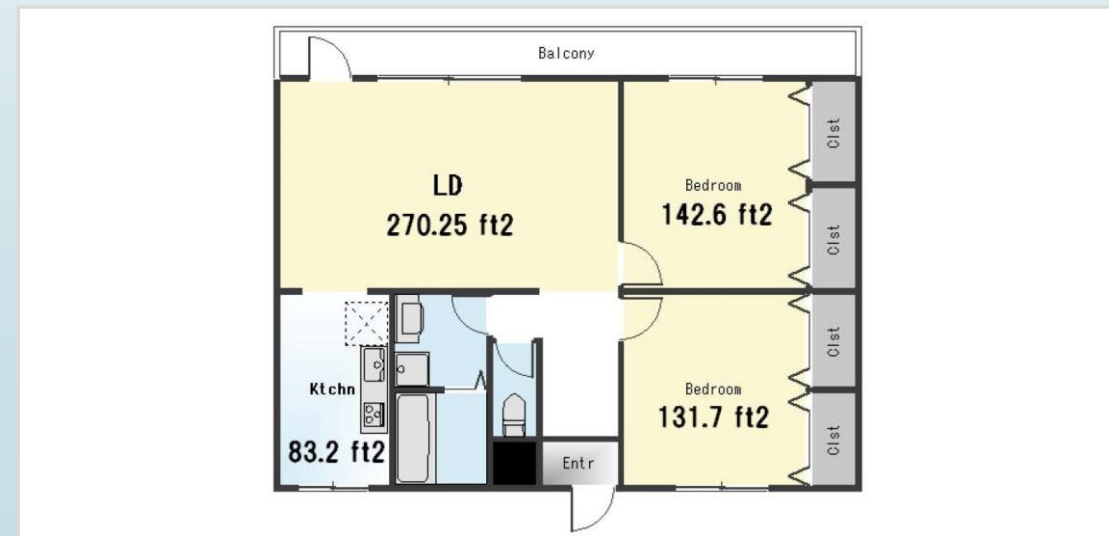 Balcony
LD
270.25 ft2
Bedroom
142.6 ft2
Clst
Clst
Ktchn
83.2 ft2
Bedroom
131.7 ft2
Clst
Clst
Entr